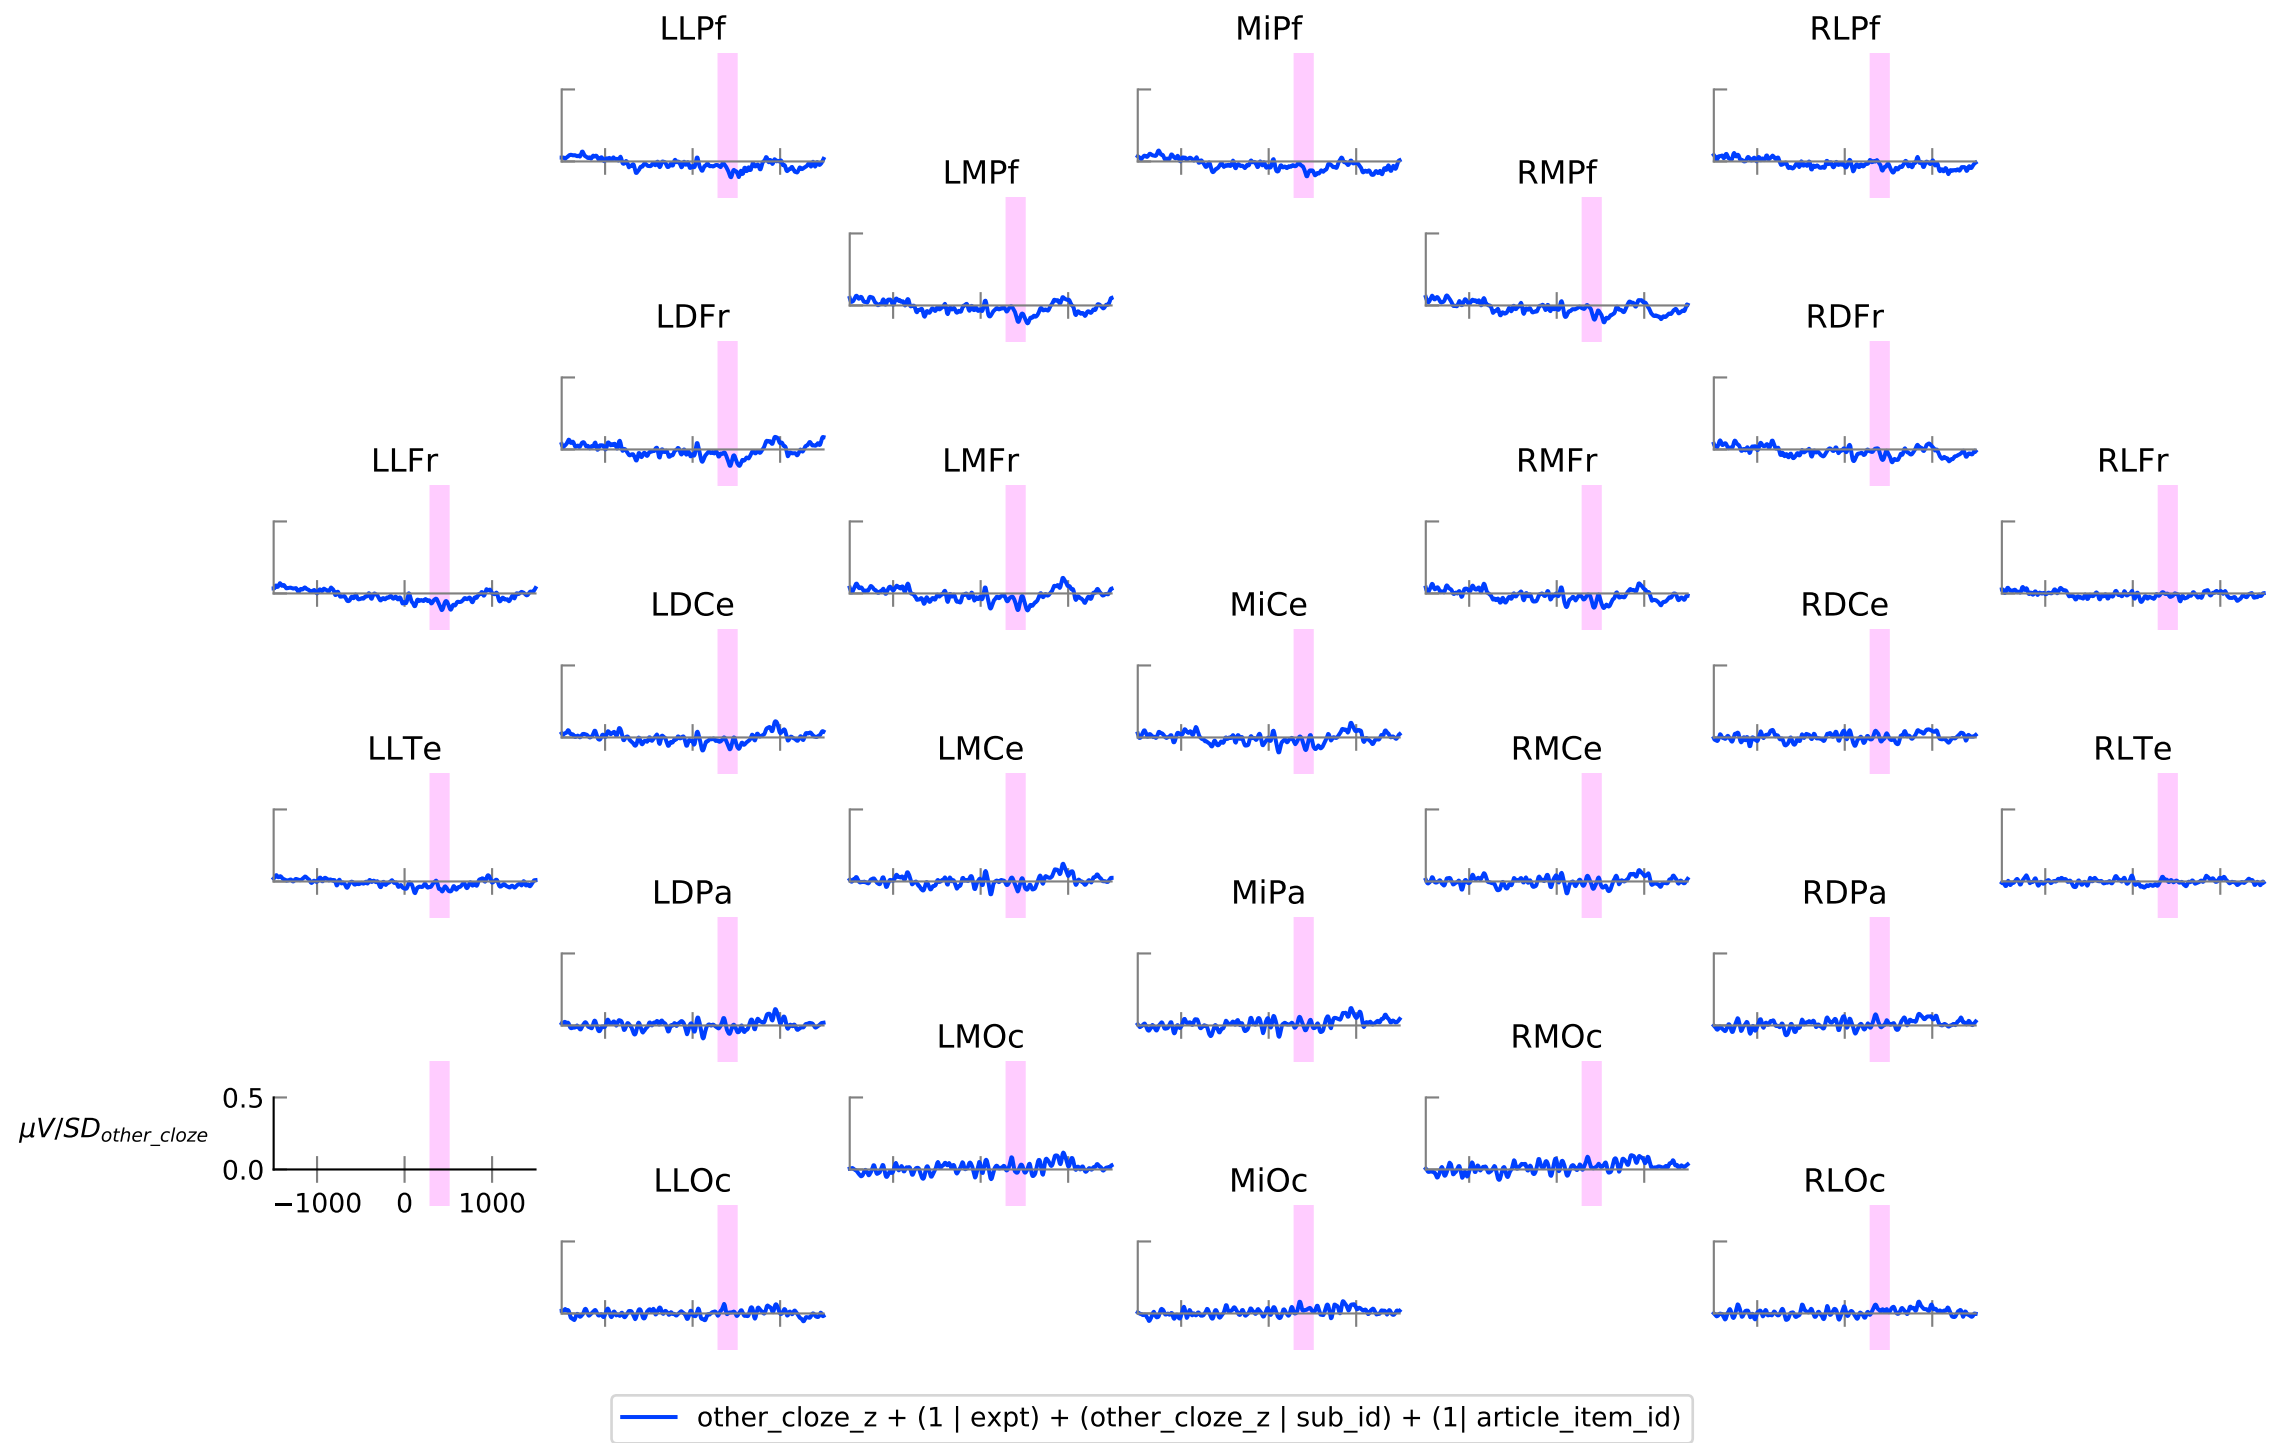 LLPf MiPf RLPf
LMPf RMPf
LDFr RDFr
LLFr LMFr RMFr RLFr
LDCe MiCe RDCe
LLTe LMCe RMCe RLTe
LDPa MiPa RDPa
LMOc RMOc
0.5
μV/SD_other_cloze
0.0
LLOc MiOc RLOc
−1000 0 1000
other_cloze_z + (1 | expt) + (other_cloze_z | sub_id) + (1| article_item_id)